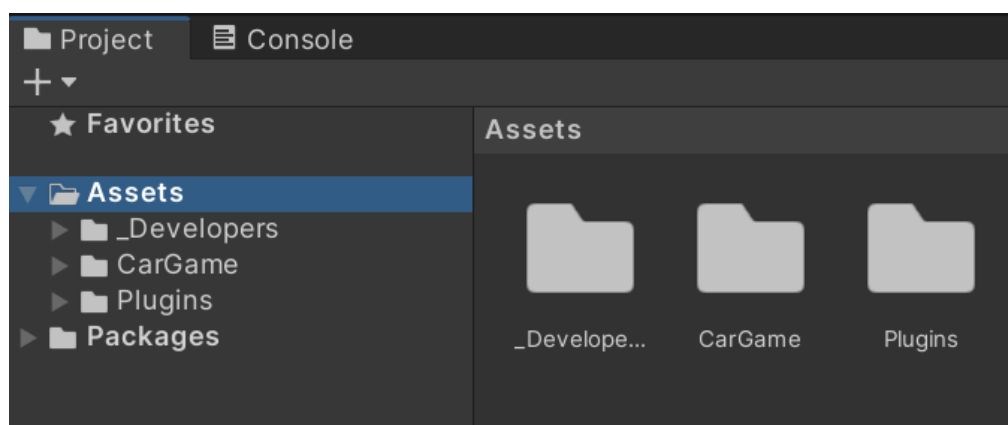 Project Console
Favorites
Assets
_Developers
CarGame
Plugins
Packages
Assets
_Develope... CarGame Plugins